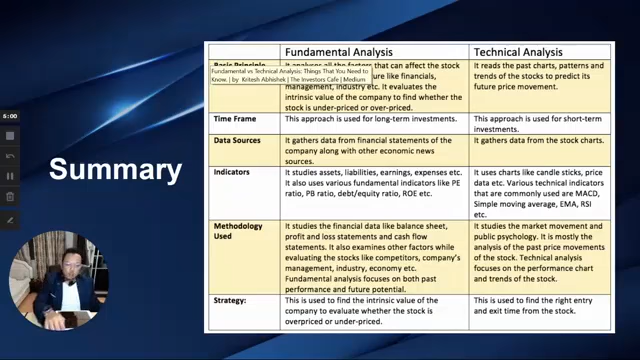 Fundamental Analysis
Technical Analysis
Basic Principle
It analyses all the factors that can affect the stock
ure like financials,
management, industry etc. It evaluates the
intrinsic value of the company to find whether the
stock is under-priced or over-priced.
It reads the past charts, patterns and
trends of the stocks to predict its
future price movement.
Fundamental vs Technical Analysis: Things That You Need to
Know. | by Kritesh Abhishek | The Investors Cafe | Medium
Time Frame
This approach is used for long-term investments.
This approach is used for short-term
investments.
Data Sources
It gathers data from financial statements of the
company along with other economic news
sources.
It gathers data from the stock charts.
Indicators
It studies assets, liabilities, earnings, expenses etc.
It also uses various fundamental indicators like PE
ratio, PB ratio, debt/equity ratio, ROE etc.
It uses charts like candle sticks, price
data etc. Various technical indicators
that are commonly used are MACD,
Simple moving average, EMA, RSI
etc.
Methodology
Used
It studies the financial data like balance sheet,
profit and loss statements and cash flow
statements. It also examines other factors while
evaluating the stocks like competitors, company's
management, industry, economy etc.
Fundamental analysis focuses on both past
performance and future potential.
It studies the market movement and
public psychology. It is mostly the
analysis of the past price movements
of the stock. Technical analysis
focuses on the performance chart
and trends of the stock.
Strategy:
This is used to find the intrinsic value of the
company to evaluate whether the stock is
overpriced or under-priced.
This is used to find the right entry
and exit time from the stock.
Summary
5:00